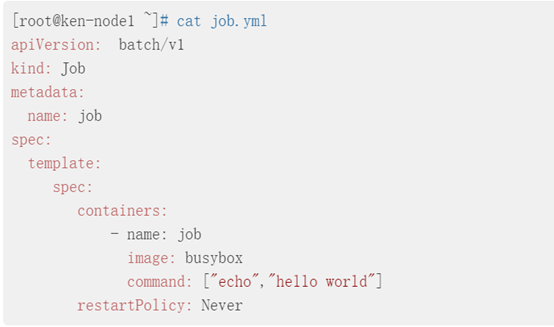 [root@ken-node1 ~]# cat job.yml
apiVersion:  batch/v1
kind: Job
metadata:
  name: job
spec:
  template:
     spec:
        containers:
            - name: job
              image: busybox
              command: ["echo","hello world"]
        restartPolicy: Never